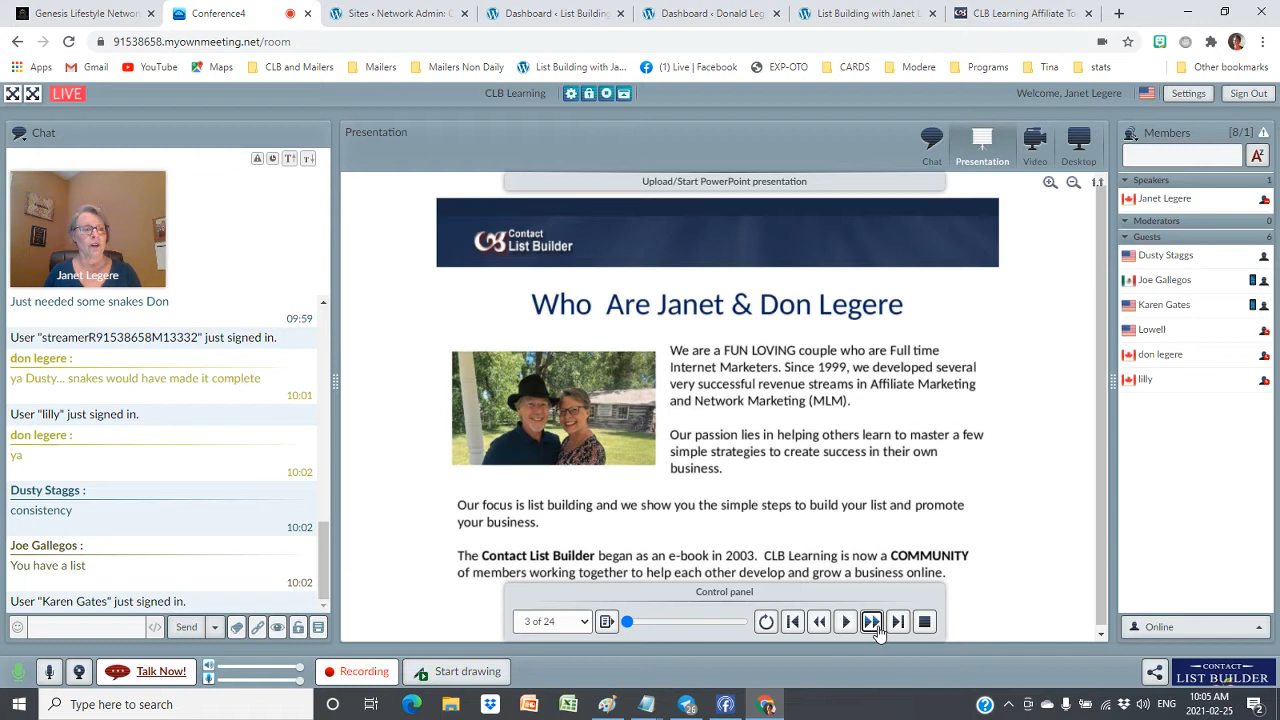 Genesis Lifestyle Netwo
Conference4
Sites - Network Admin: C
Dashboard ‹ List Building
Dashboard ‹ Ronald Leg
List Building with Janet L
CLB Learning Affiliate To
91538658.myownmeeting.net/room
Apps
Gmail
YouTube
Maps
CLB and Mailers
Mailers
Mailers Non Daily
List Building with Ja...
(1) Live | Facebook
EXP-OTO
CARDS
Modere
Programs
Tina
stats
Other bookmarks
LIVE
CLB Learning
Welcome, Janet Legere
Settings
Sign Out
Chat
Janet Legere
Just needed some snakes Don
09:59
User "streamerR91538658M13332" just signed in.
don legere :
ya Dusty... snakes would have made it complete
10:01
User "lilly" just signed in.
don legere :
ya
10:02
Dusty Staggs :
consistency
10:02
Joe Gallegos :
You have a list
10:02
User "Karen Gates" just signed in.
Send
Presentation
Chat
Presentation
Video
Desktop
Upload/Start PowerPoint presentation
1:1
Contact
List Builder
Who Are Janet & Don Legere
We are a FUN LOVING couple who are Full time
Internet Marketers. Since 1999, we developed several
very successful revenue streams in Affiliate Marketing
and Network Marketing (MLM).
Our passion lies in helping others learn to master a few
simple strategies to create success in their own
business.
Our focus is list building and we show you the simple steps to build your list and promote
your business.
The Contact List Builder began as an e-book in 2003. CLB Learning is now a COMMUNITY
of members working together to help each other develop and grow a business online.
Control panel
3 of 24
Members
[8/1]
Speakers
1
Janet Legere
Moderators
0
Guests
6
Dusty Staggs
Joe Gallegos
Karen Gates
Lowell
don legere
lilly
Online
Talk Now!
Recording
Start drawing
CONTACT
LIST BUILDER
Type here to search
26
10:05 AM
2021-02-25
2